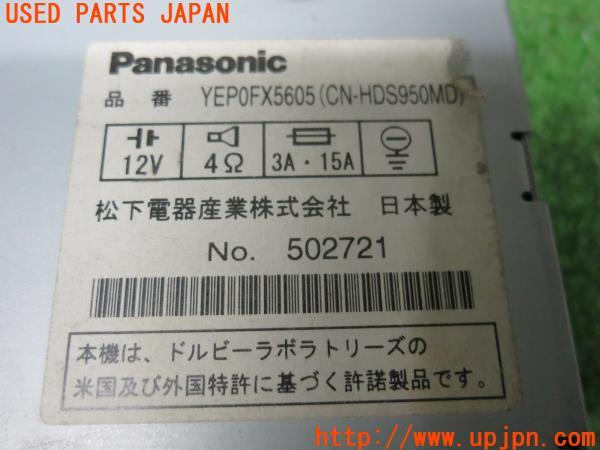 USED PARTS JAPAN
Panasonic
品番 YEP0FX5605(CN-HDS950MD)
12V 4Ω 3A・15A
松下電器産業株式会社 日本製
No. 502721
本機は、ドルビーラボラトリーズの
米国及び外国特許に基づく許諾製品です。
www.upjpn.com